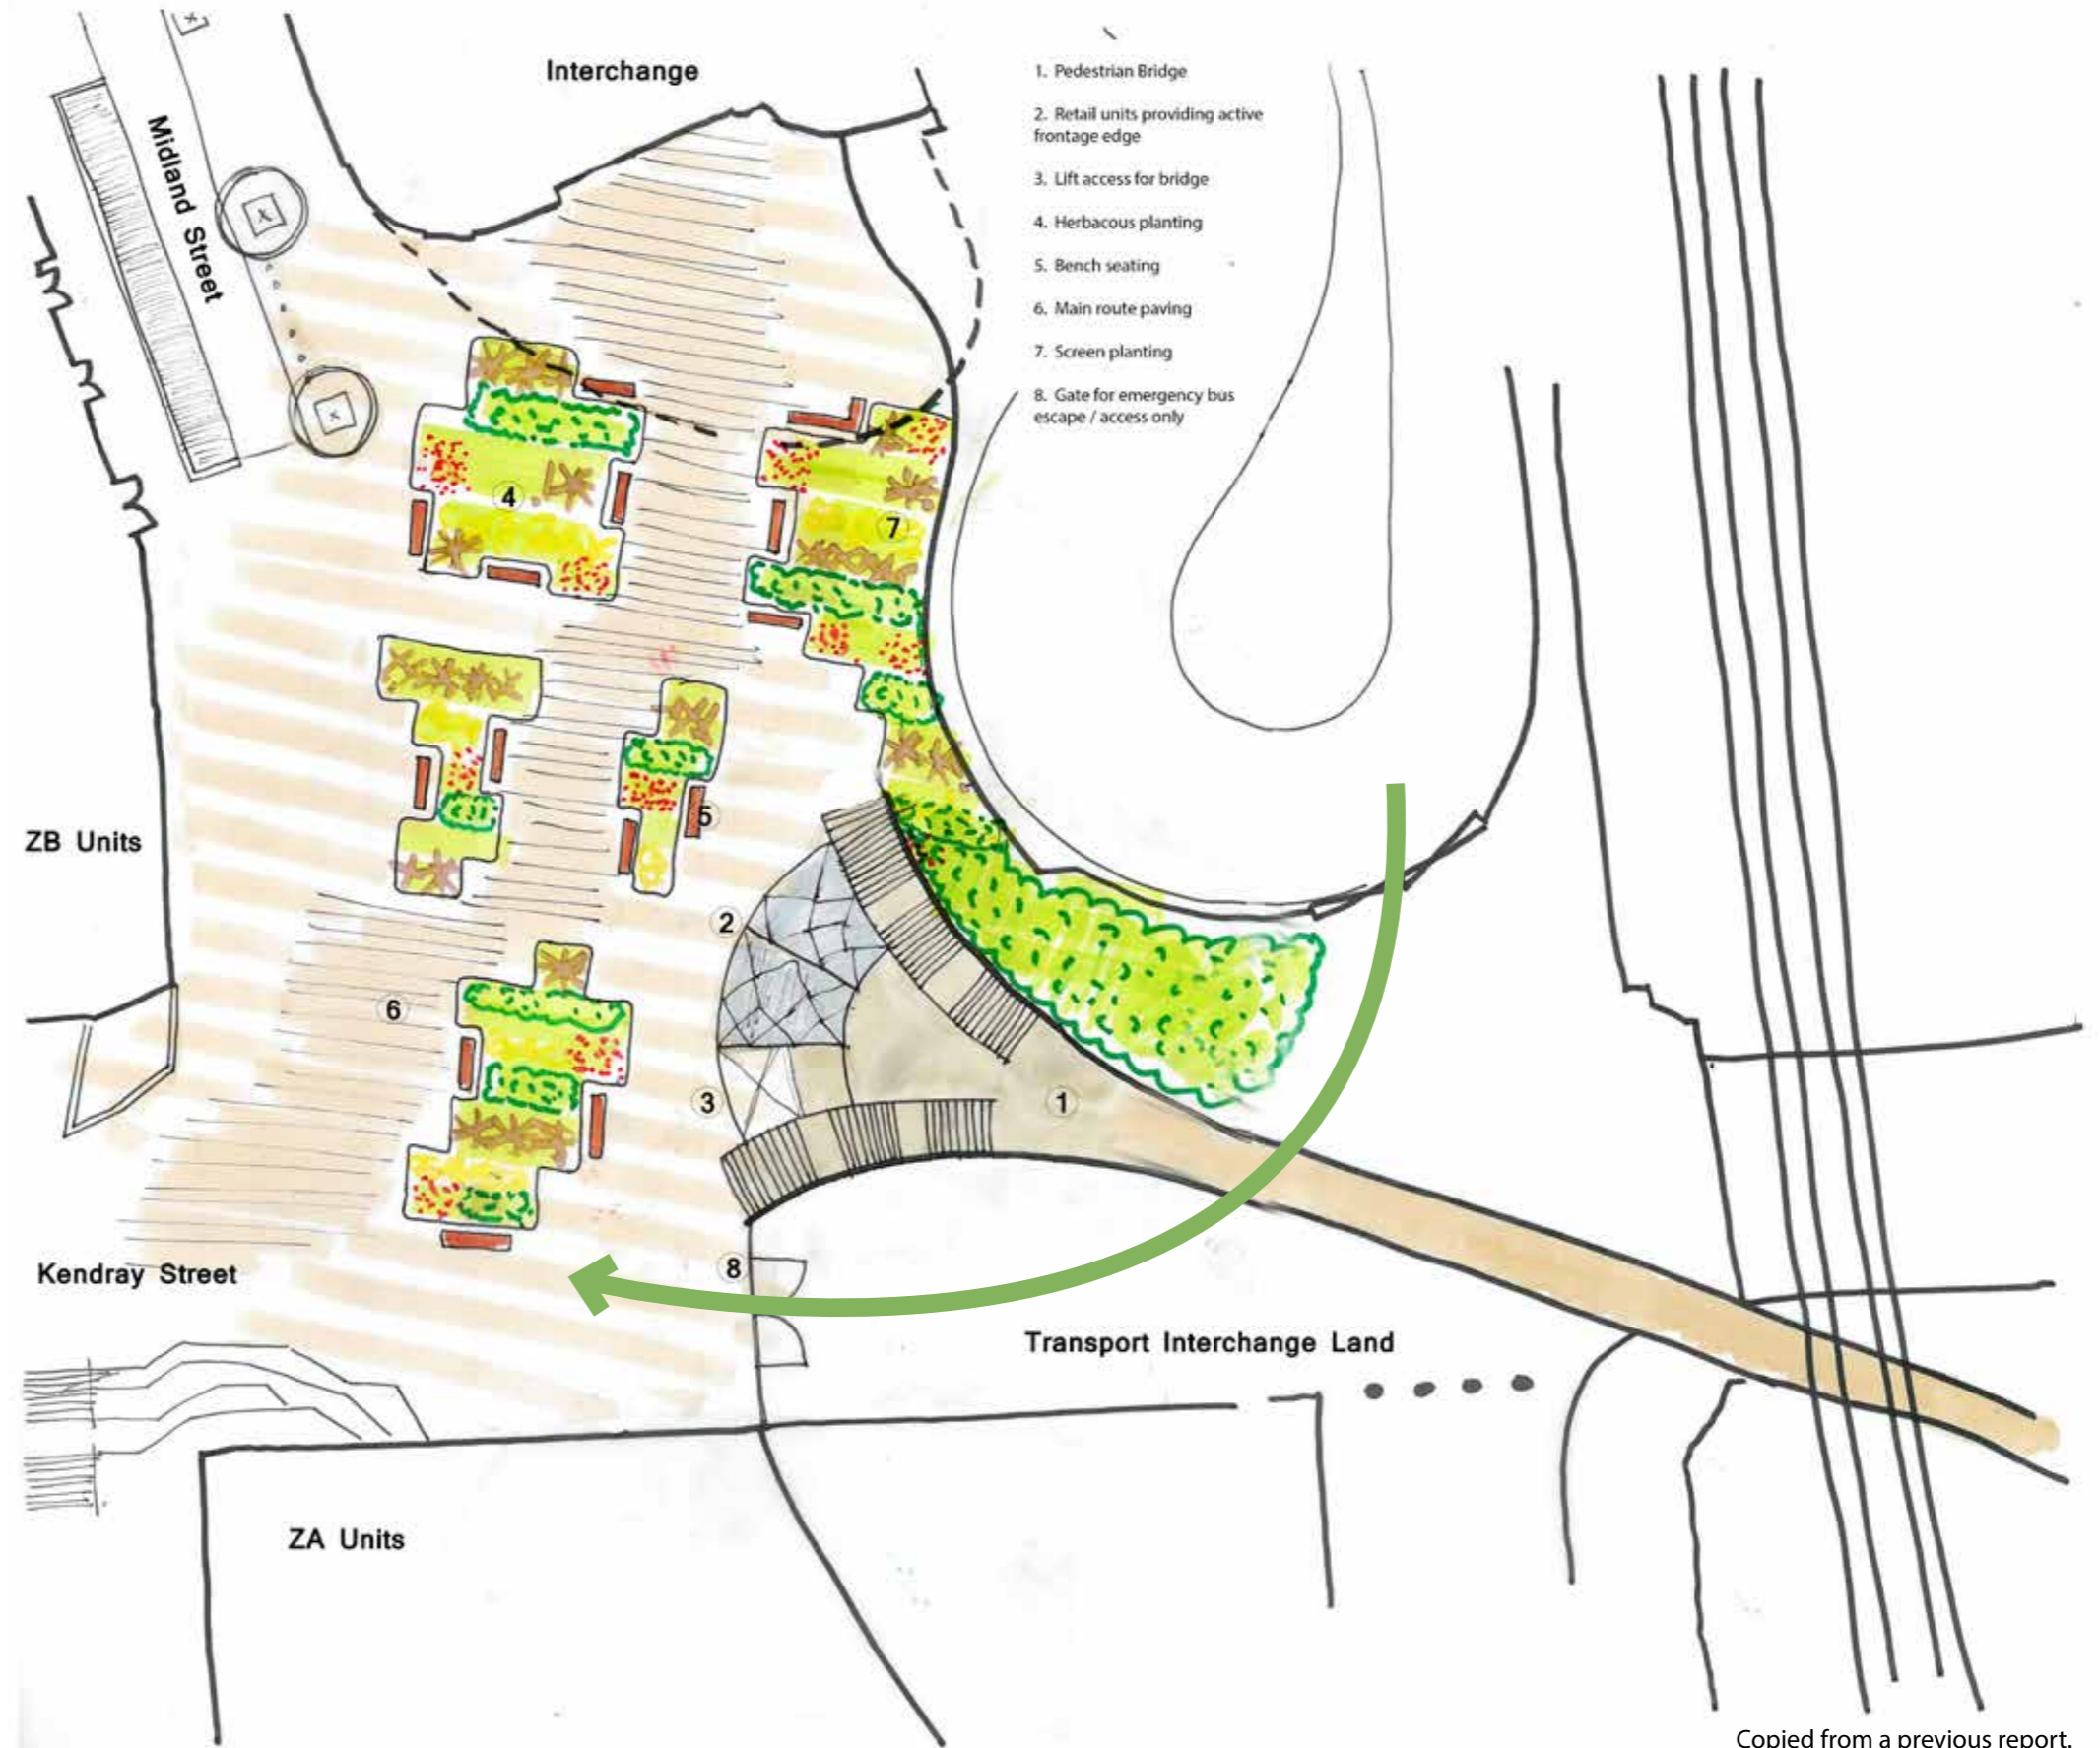 Interchange
1. Pedestrian Bridge
2. Retail units providing active
frontage edge
3. Lift access for bridge
4. Herbacous planting
5. Bench seating
6. Main route paving
7. Screen planting
8. Gate for emergency bus
escape / access only
Midland Street
4
7
5
ZB Units
2
6
3
1
8
Kendray Street
Transport Interchange Land
ZA Units
Copied from a previous report.